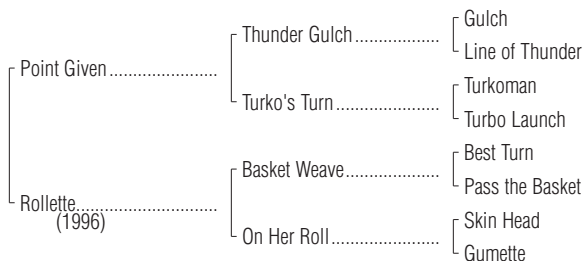 Gulch
Thunder Gulch...................
Line of Thunder
Point Given........................
Turkoman
Turko's Turn......................
Turbo Launch
Best Turn
Basket Weave...................
Pass the Basket
Rollette...............................
(1996)
Skin Head
On Her Roll........................
Gumette